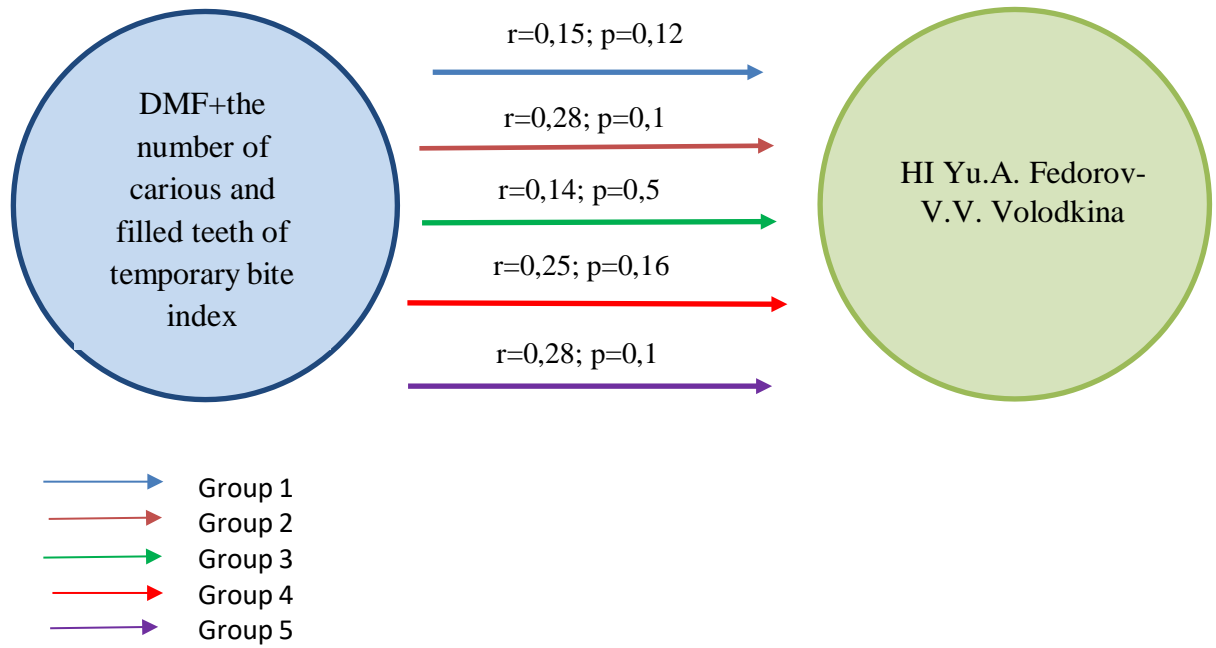 DMF+the
number of
carious and
filled teeth of
temporary bite
index
r=0,15; p=0,12
r=0,28; p=0,1
r=0,14; p=0,5
r=0,25; p=0,16
r=0,28; p=0,1
HI Yu.A. Fedorov-
V.V. Volodkina
Group 1
Group 2
Group 3
Group 4
Group 5